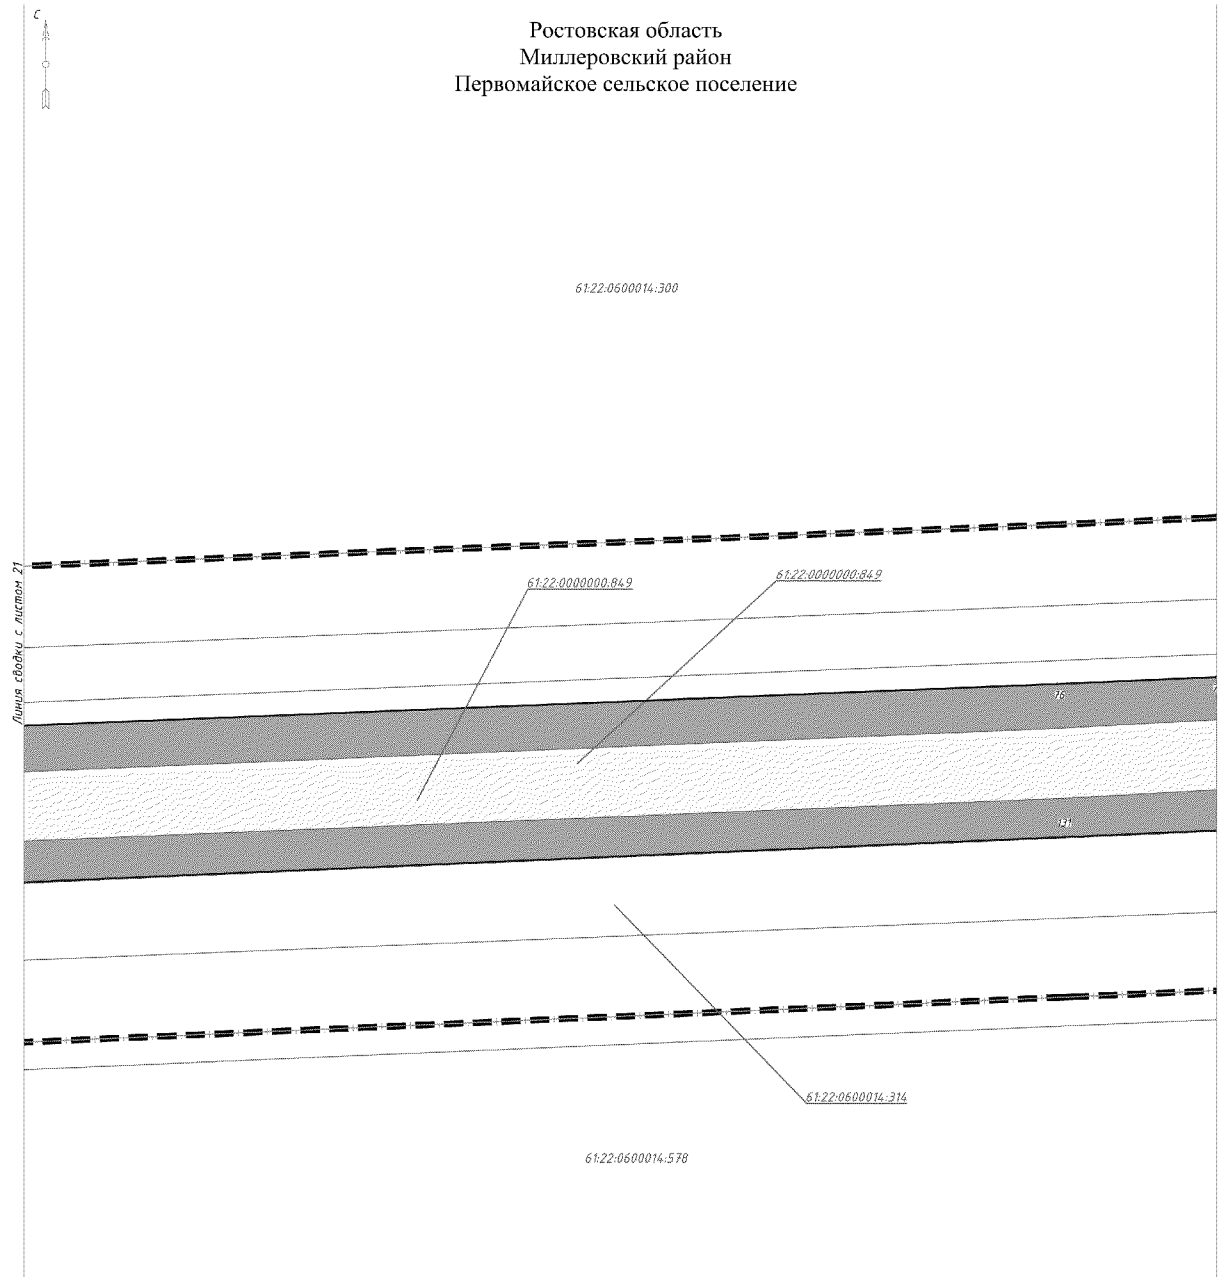 С
Ростовская область
Миллеровский район
Первомайское сельское поселение
61:22:0600014:300
Линия сводки с листом 21
61:22:0000000:849
61:22:0000000:849
76
131
61:22:0600014:314
61:22:0600014:578